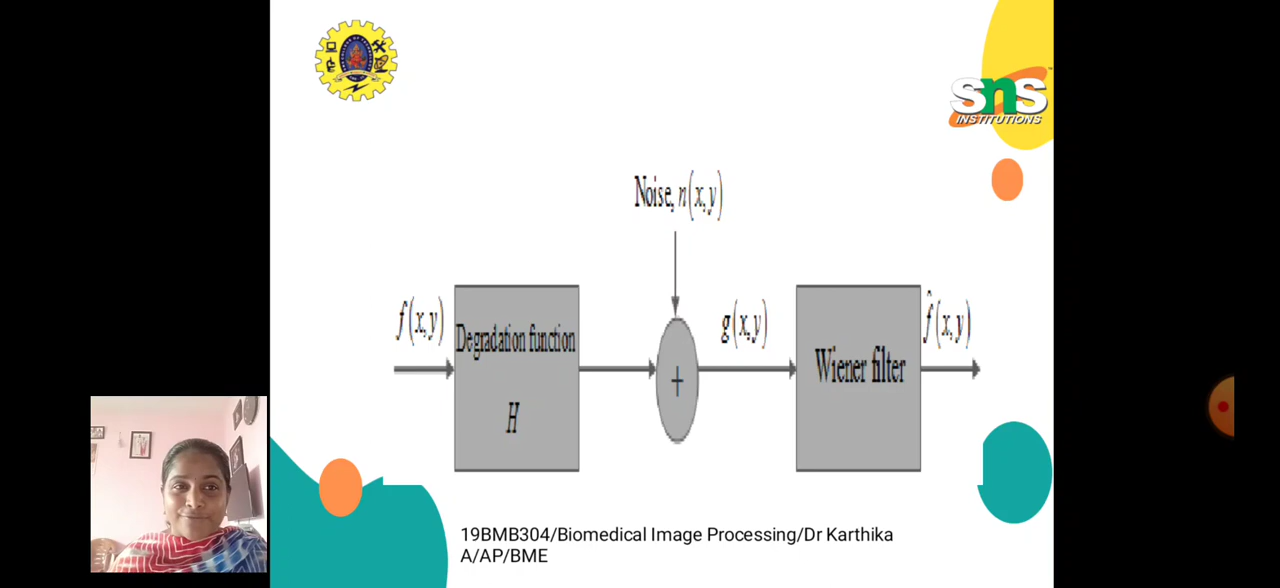 SNS
INSTITUTIONS
Noise, n(x,y)
f(x,y)
Degradation function
H
+
g(x,y)
Wiener filter
f̂(x,y)
19BMB304/Biomedical Image Processing/Dr Karthika
A/AP/BME